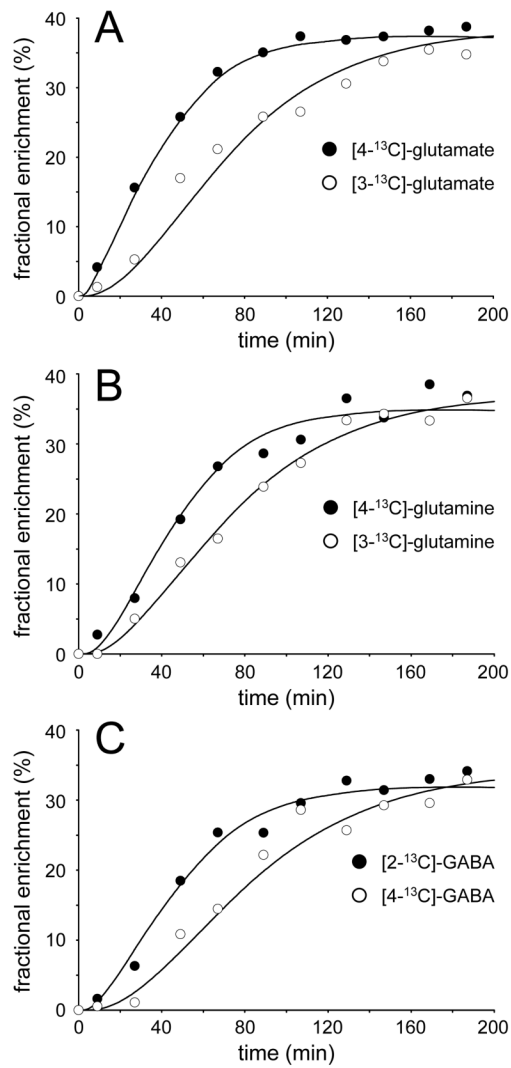 A
fractional enrichment (%)
40
30
20
10
0
[4-¹³C]-glutamate
[3-¹³C]-glutamate
0 40 80 120 160 200
time (min)
B
fractional enrichment (%)
40
30
20
10
0
[4-¹³C]-glutamine
[3-¹³C]-glutamine
0 40 80 120 160 200
time (min)
C
fractional enrichment (%)
40
30
20
10
0
[2-¹³C]-GABA
[4-¹³C]-GABA
0 40 80 120 160 200
time (min)